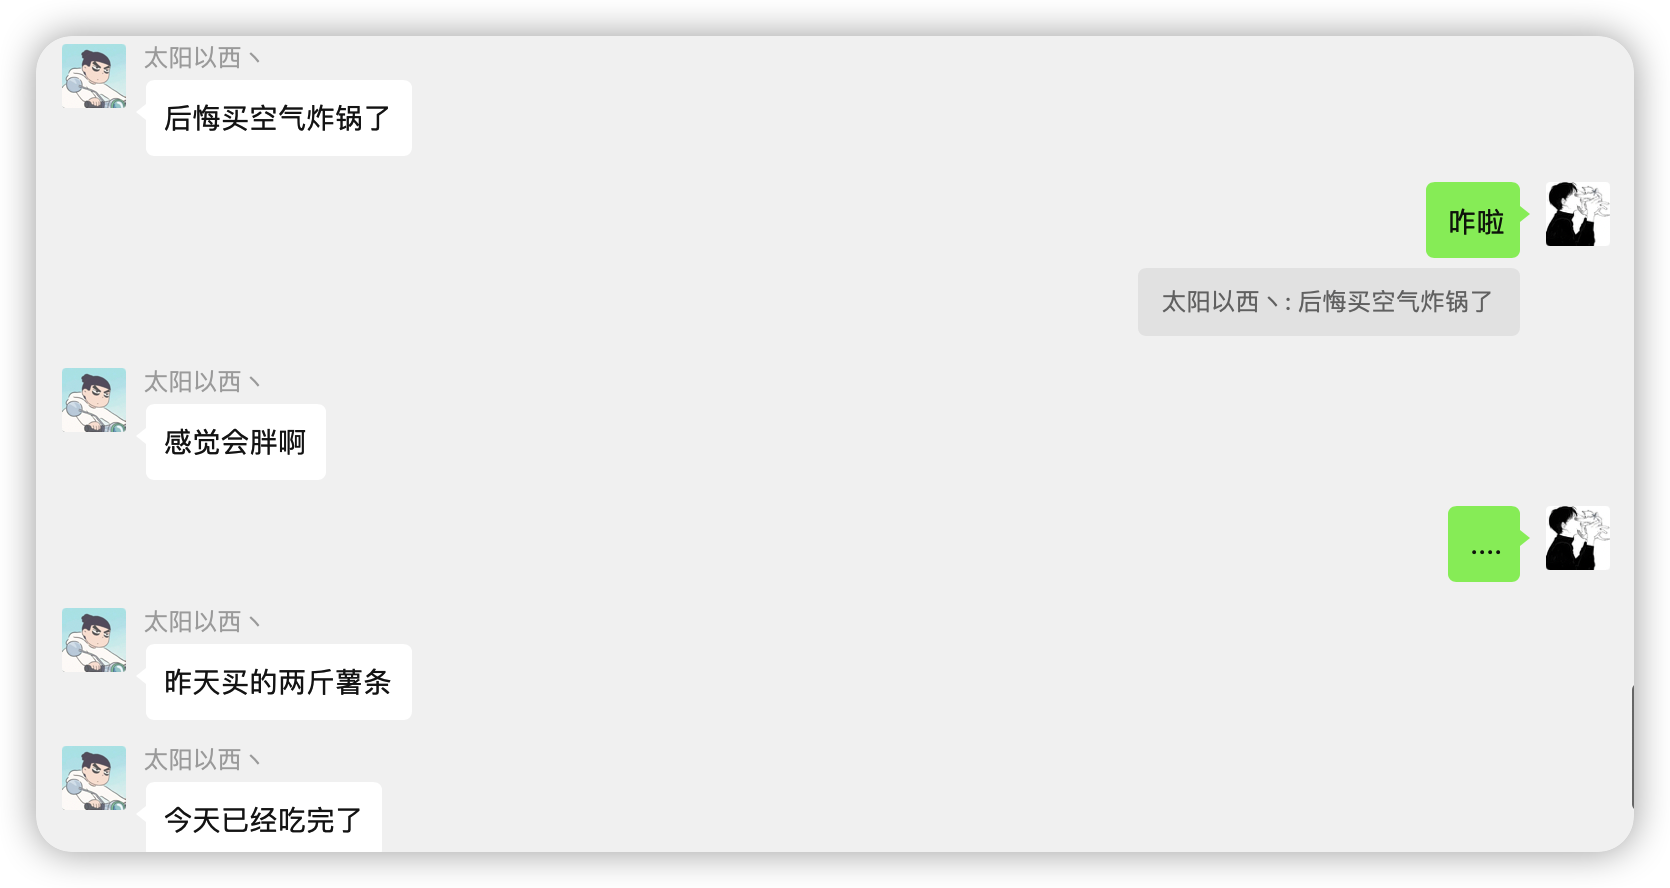 太阳以西丶
后悔买空气炸锅了
咋啦
太阳以西丶: 后悔买空气炸锅了
太阳以西丶
感觉会胖啊
....
太阳以西丶
昨天买的两斤薯条
太阳以西丶
今天已经吃完了